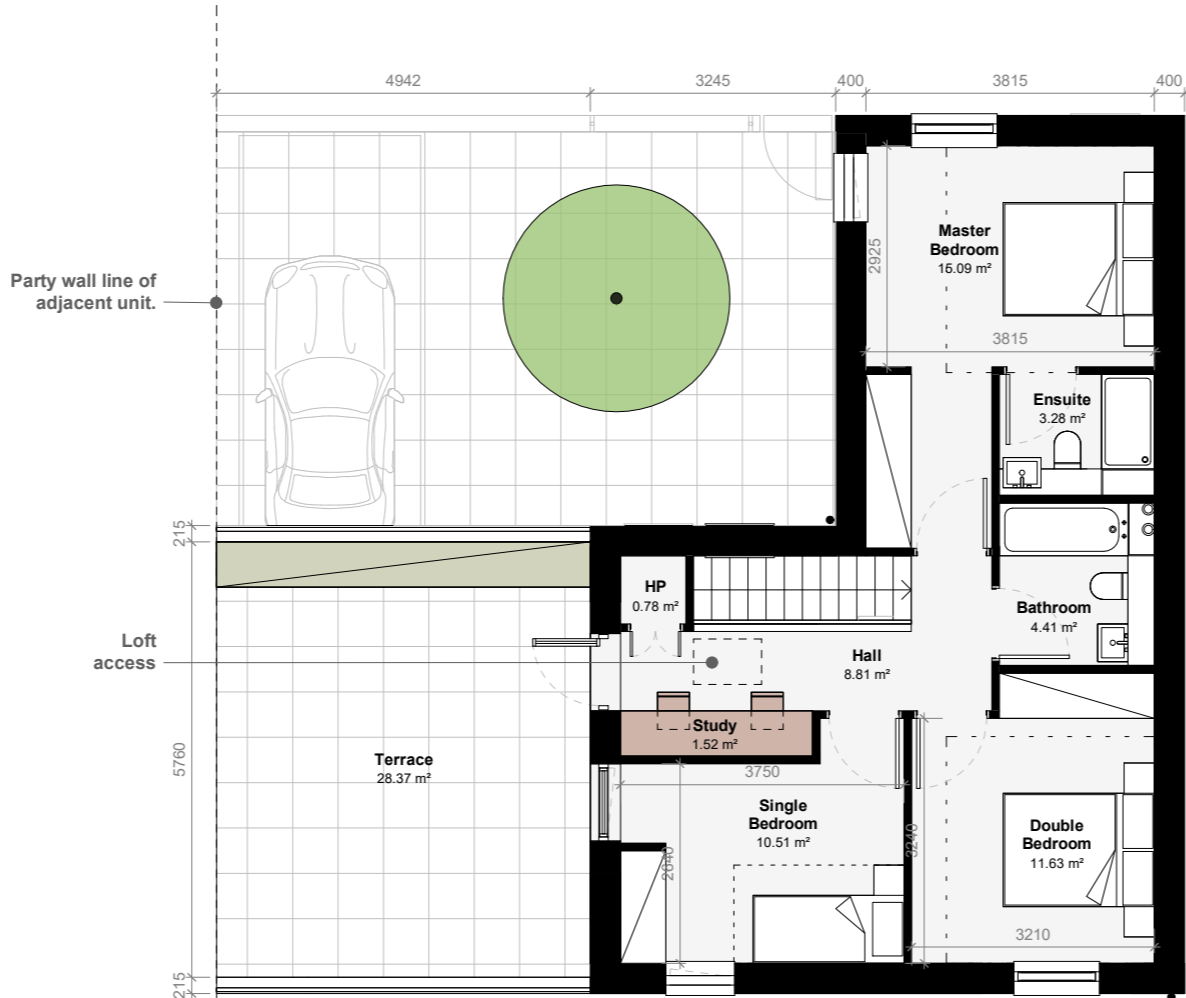 4942
3245
400
3815
400
Party wall line of
adjacent unit.
2925
Master
Bedroom
15.09 m²
3815
Ensuite
3.28 m²
215
HP
0.78 m²
Bathroom
4.41 m²
Loft
access
Hall
8.81 m²
Study
1.52 m²
5760
Terrace
28.37 m²
3750
Single
Bedroom
10.51 m²
2640
3240
Double
Bedroom
11.63 m²
3210
215